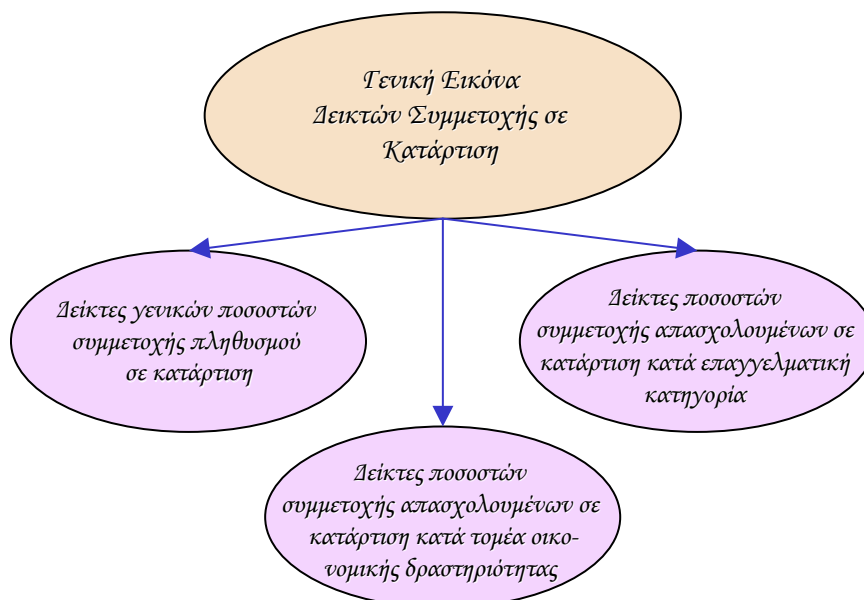 Γενική Εικόνα
Δεικτών Συμμετοχής σε
Κατάρτιση
Δείκτες γενικών ποσοστών
συμμετοχής πληθυσμού
σε κατάρτιση
Δείκτες ποσοστών
συμμετοχής απασχολουμένων σε
κατάρτιση κατά επαγγελματική
κατηγορία
Δείκτες ποσοστών
συμμετοχής απασχολουμένων σε
κατάρτιση κατά τομέα οικο-
νομικής δραστηριότητας